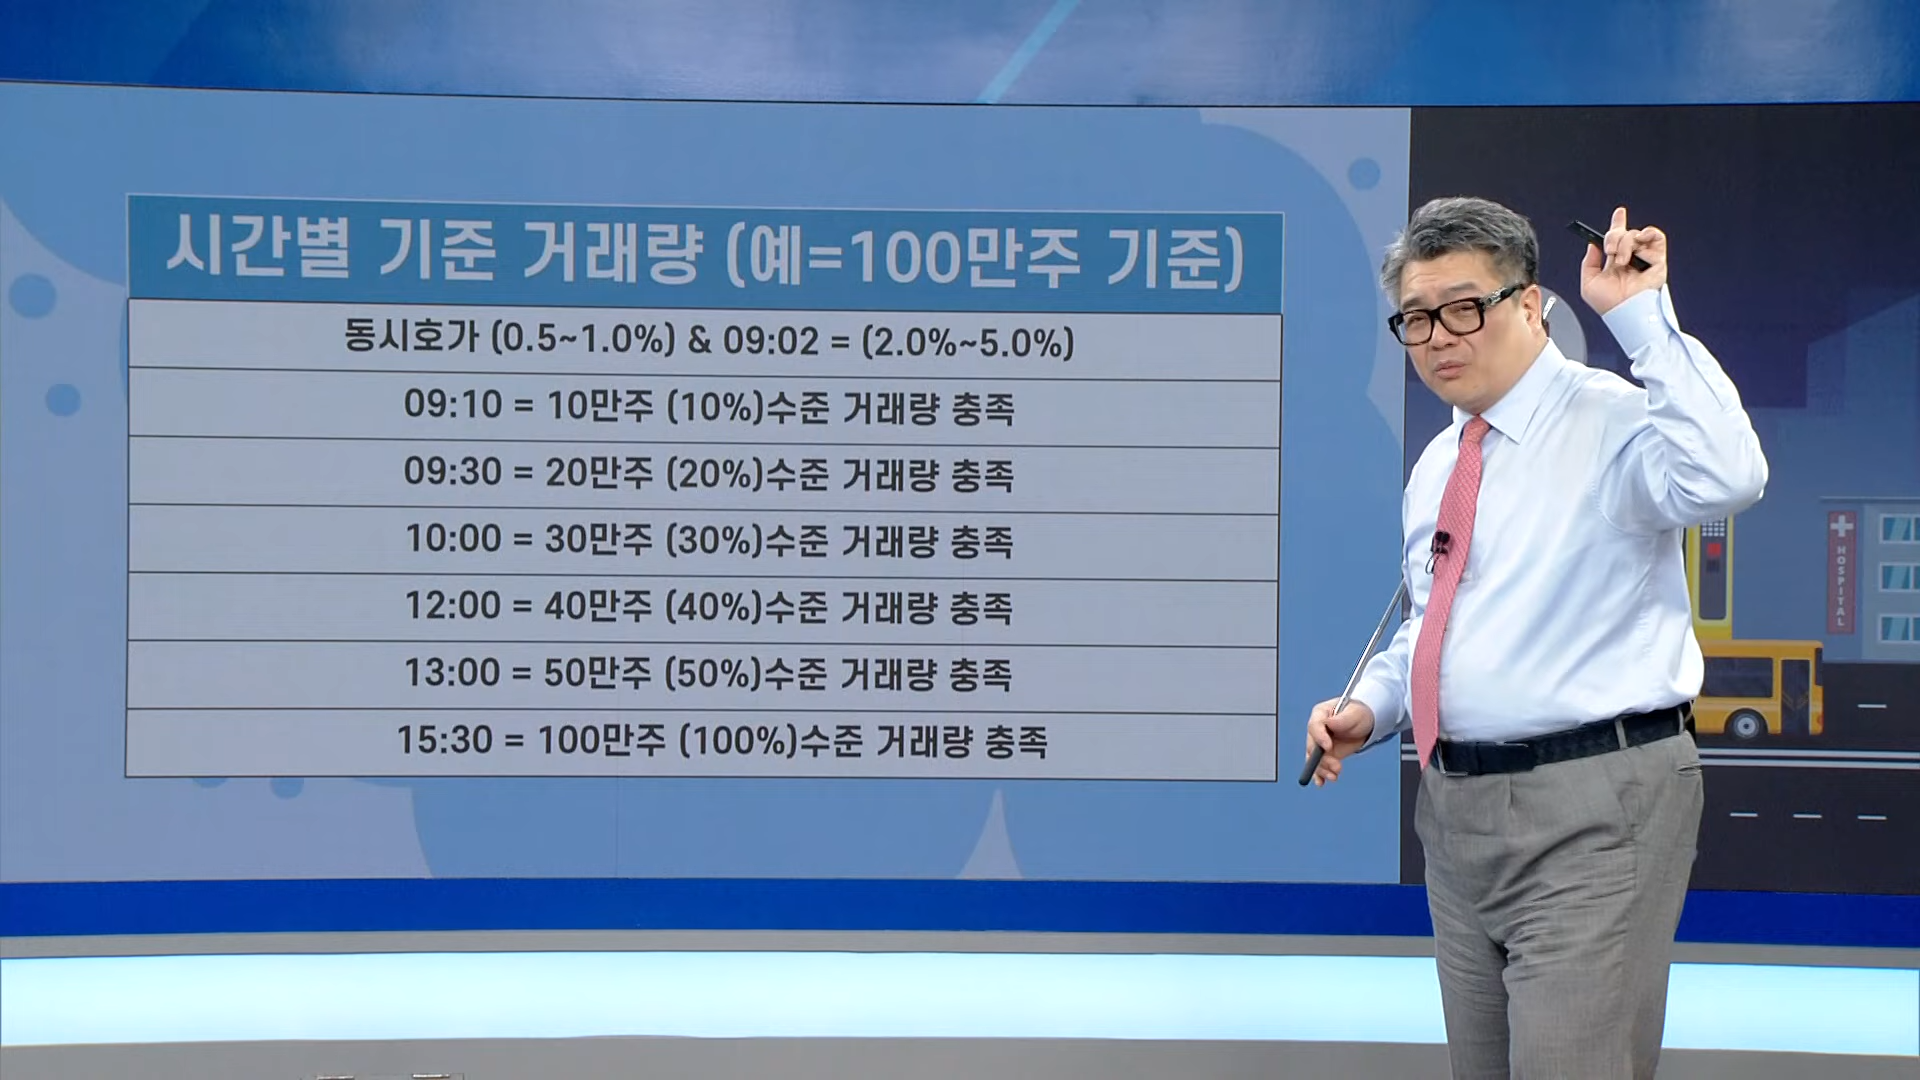 시간별 기준 거래량 (예=100만주 기준)
동시호가 (0.5~1.0%) & 09:02 = (2.0%~5.0%)
09:10 = 10만주 (10%)수준 거래량 충족
09:30 = 20만주 (20%)수준 거래량 충족
10:00 = 30만주 (30%)수준 거래량 충족
12:00 = 40만주 (40%)수준 거래량 충족
13:00 = 50만주 (50%)수준 거래량 충족
15:30 = 100만주 (100%)수준 거래량 충족
HOSPITAL